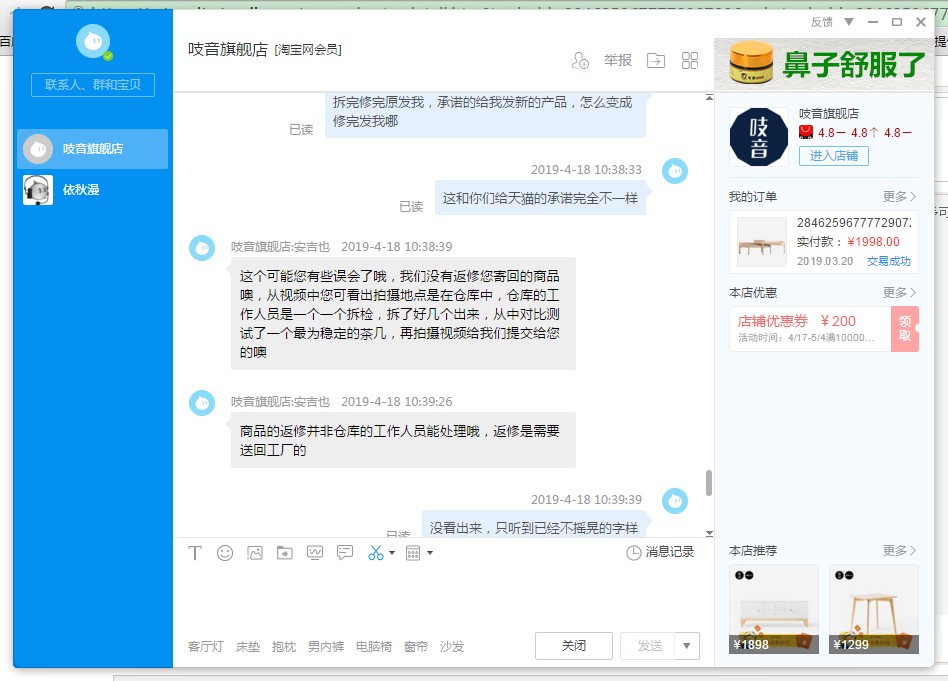 反馈
联系人、群和宝贝
吱音旗舰店
依秋漫
吱音旗舰店 [淘宝网会员]
举报
拆完修完原发我，承诺的给我发新的产品，怎么变成
修完发我哪
已读
2019-4-18 10:38:33
这和你们给天猫的承诺完全不一样
已读
吱音旗舰店:安吉也 2019-4-18 10:38:39
这个可能您有些误会了哦，我们没有返修您寄回的商品
噢，从视频中您可看出拍摄地点是在仓库中，仓库的工
作人员是一个一个拆检，拆了好几个出来，从中对比测
试了一个最为稳定的茶几，再拍摄视频给我们提交给您
的噢
吱音旗舰店:安吉也 2019-4-18 10:39:26
商品的返修并非仓库的工作人员能处理哦，返修是需要
送回工厂的
2019-4-18 10:39:39
没看出来，只听到已经不摇晃的字样
已读
消息记录
客厅灯 床垫 抱枕 男内裤 电脑椅 窗帘 沙发
关闭
发送
鼻子舒服了
吱音
吱音旗舰店
4.8－ 4.8↑ 4.8－
进入店铺
我的订单 更多
2846259677772907
实付款：￥1998.00
2019.03.20 交易成功
本店优惠 更多
店铺优惠券 ￥200
活动时间：4/17-5/4满10000...
领取
本店推荐 更多
¥1898
¥1299